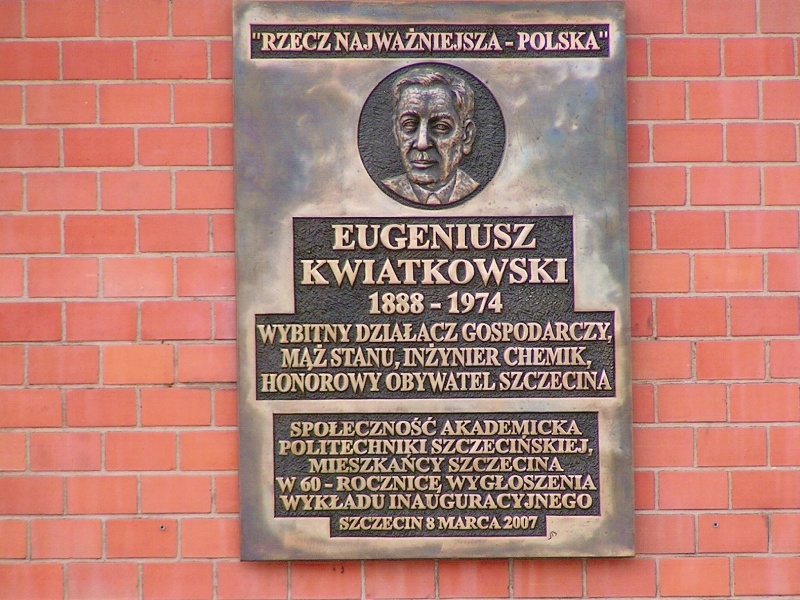 "RZECZ NAJWAŻNIEJSZA - POLSKA"
EUGENIUSZ
KWIATKOWSKI
1888 - 1974
WYBITNY DZIAŁACZ GOSPODARCZY,
MĄŻ STANU, INŻYNIER CHEMIK,
HONOROWY OBYWATEL SZCZECINA
SPOŁECZNOŚĆ AKADEMICKA
POLITECHNIKI SZCZECIŃSKIEJ,
MIESZKAŃCY SZCZECINA
W 60 - ROCZNICĘ WYGŁOSZENIA
WYKŁADU INAUGURACYJNEGO
SZCZECIN 8 MARCA 2007